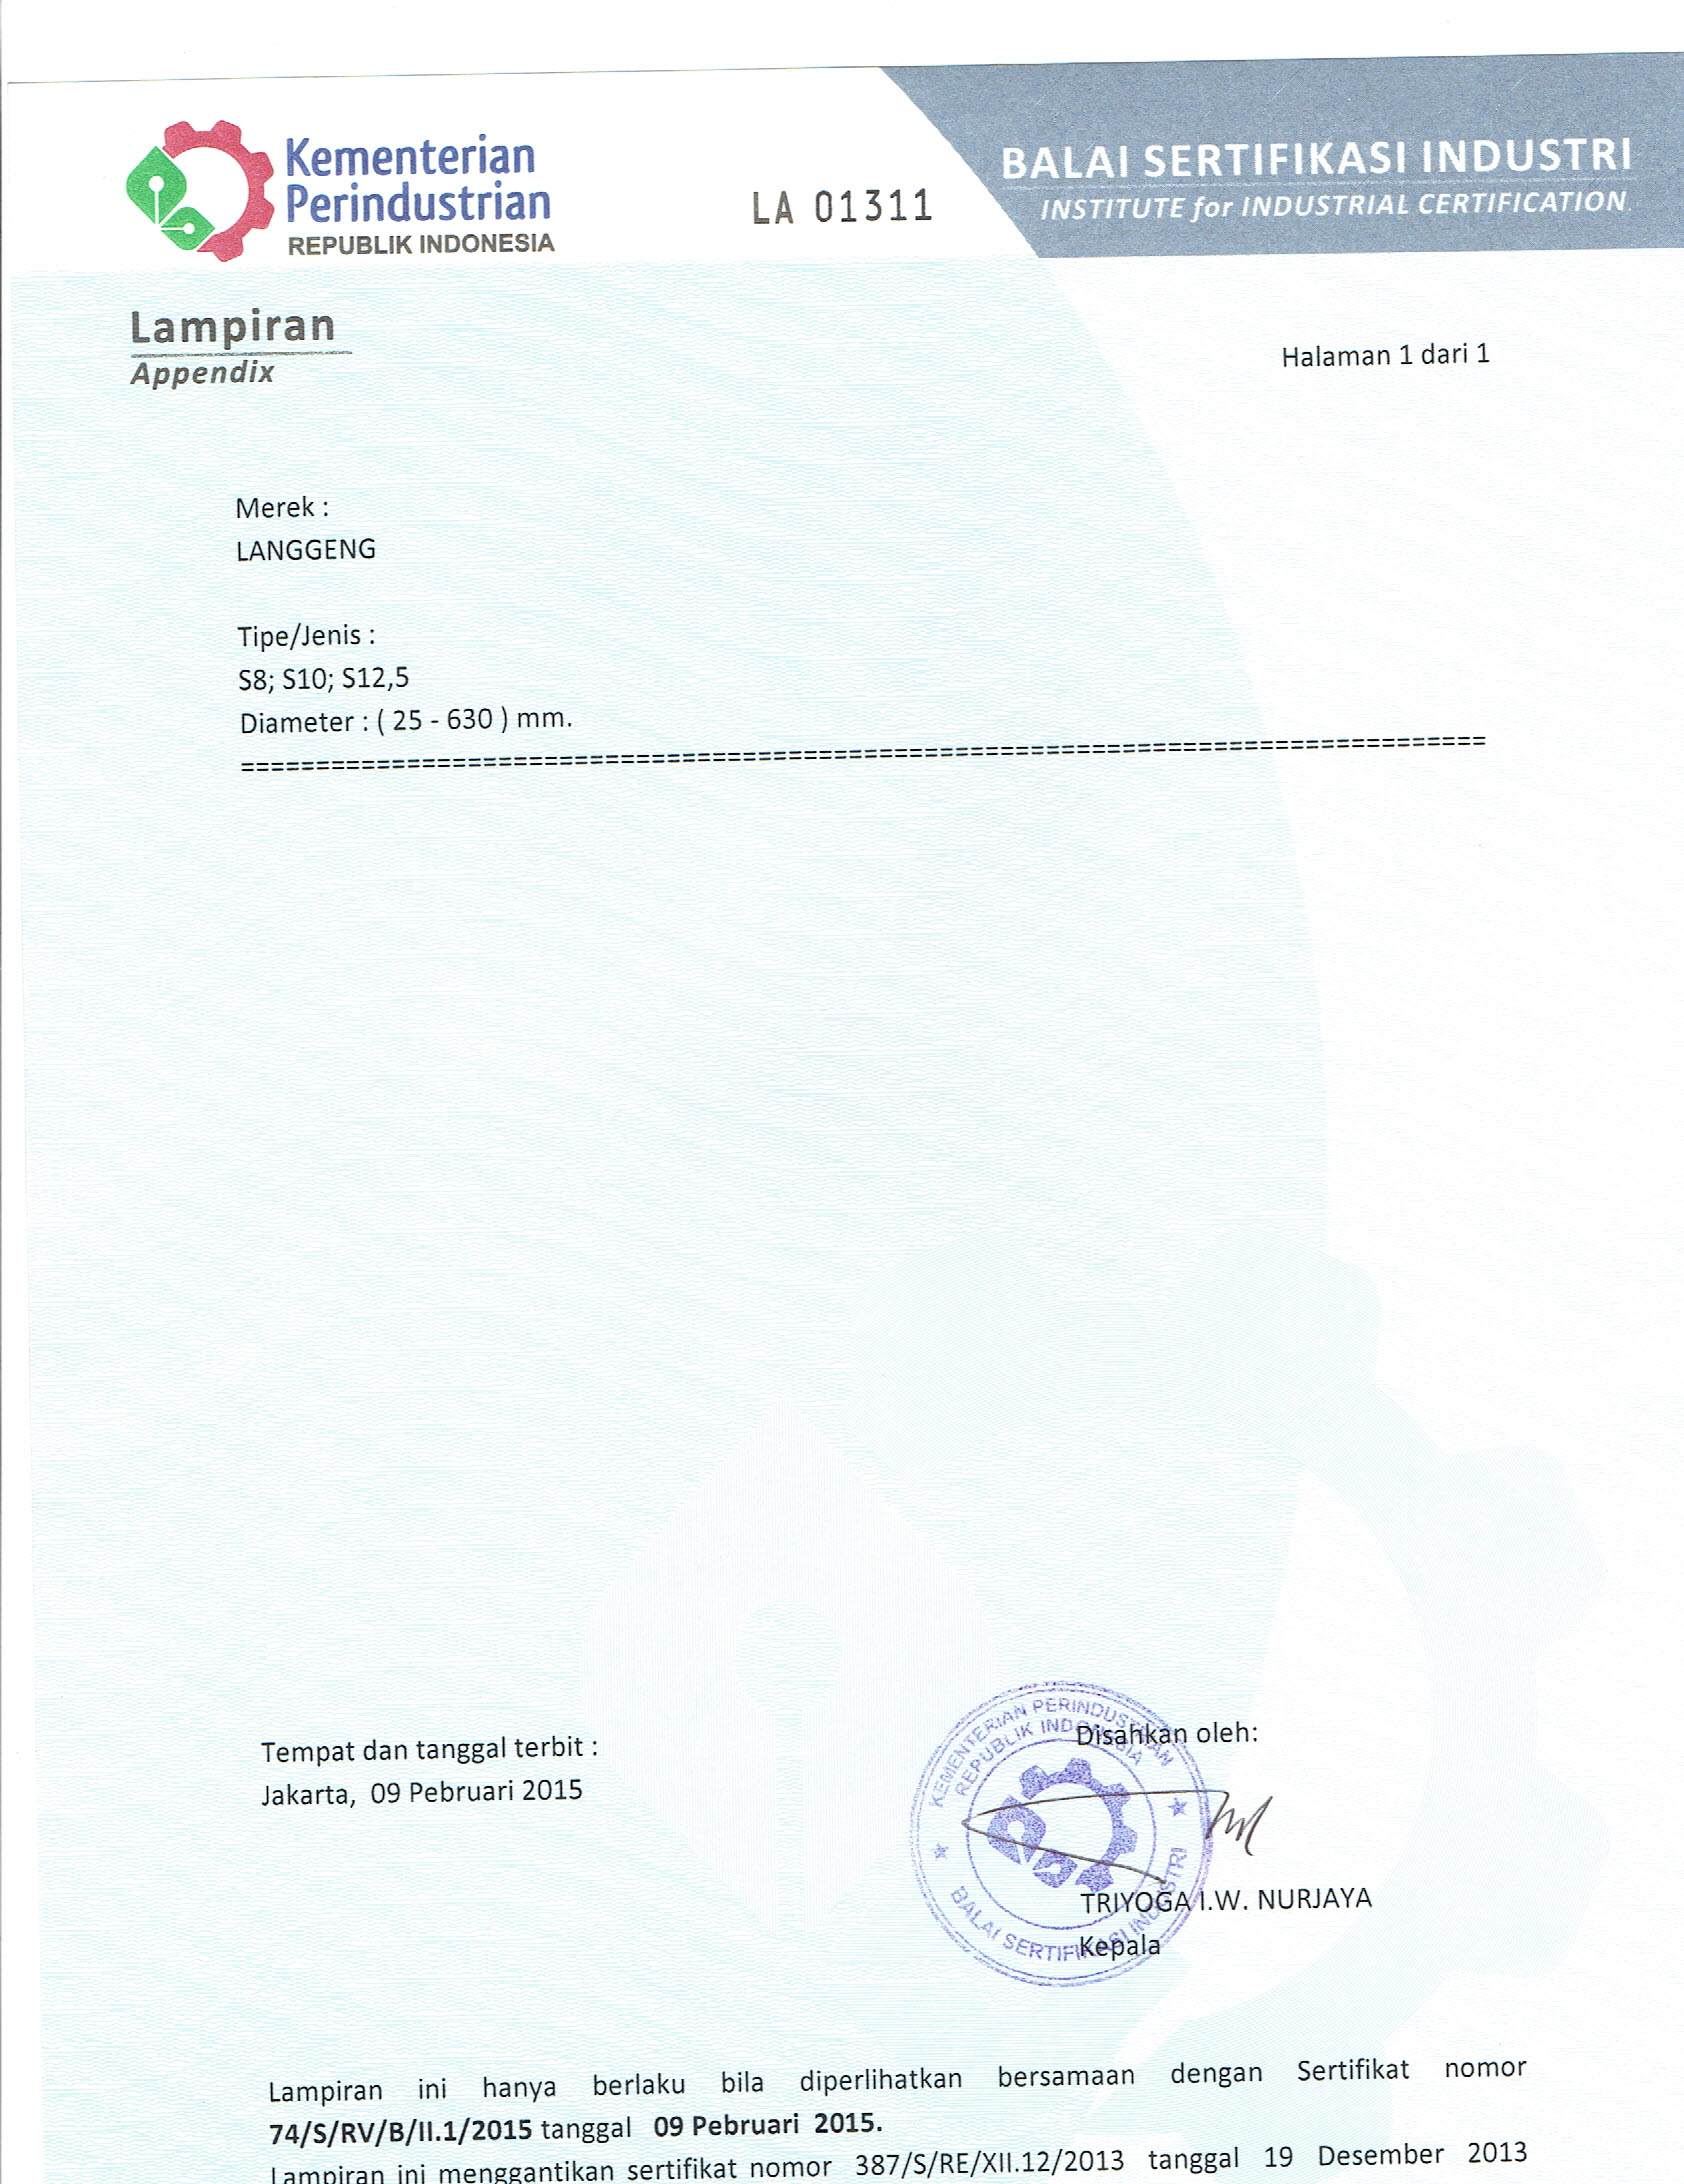 Kementerian
Perindustrian
REPUBLIK INDONESIA
LA 01311
BALAI SERTIFIKASI INDUSTRI
INSTITUTE for INDUSTRIAL CERTIFICATION
Lampiran
Appendix
Halaman 1 dari 1
Merek :
LANGGENG
Tipe/Jenis :
S8; S10; S12,5
Diameter : ( 25 - 630 ) mm.
===================================================================================
Tempat dan tanggal terbit :
Jakarta, 09 Pebruari 2015
Disahkan oleh:
KEMENTERIAN PERINDUSTRIAN
REPUBLIK INDONESIA
BALAI SERTIFIKASI INDUSTRI
TRIYOGA I.W. NURJAYA
Kepala
Lampiran ini hanya berlaku bila diperlihatkan bersamaan dengan Sertifikat nomor
74/S/RV/B/II.1/2015 tanggal 09 Pebruari 2015.
Lampiran ini menggantikan sertifikat nomor 387/S/RE/XII.12/2013 tanggal 19 Desember 2013